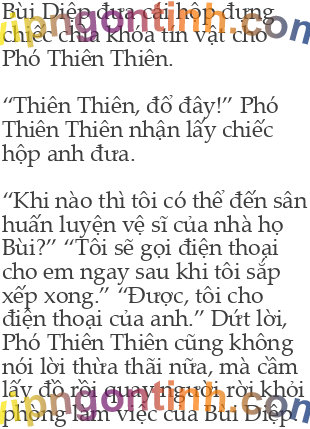 Bùi Diệp đưa cái hộp đựng
chiếc chìa khóa tín vật cho
Phó Thiên Thiên.
“Thiên Thiên, đổ đây!” Phó
Thiên Thiên nhận lấy chiếc
hộp anh đưa.
“Khi nào thì tôi có thể đến sân
huấn luyện vệ sĩ của nhà họ
Bùi?” “Tôi sẽ gọi điện thoại
cho em ngay sau khi tôi sắp
xếp xong.” “Được, tôi cho
điện thoại của anh.” Dứt lời,
Phó Thiên Thiên cũng không
nói lời thừa thãi nữa, mà cầm
lấy đồ rồi quay người rời khỏi
phòng làm việc của Bùi Diệp